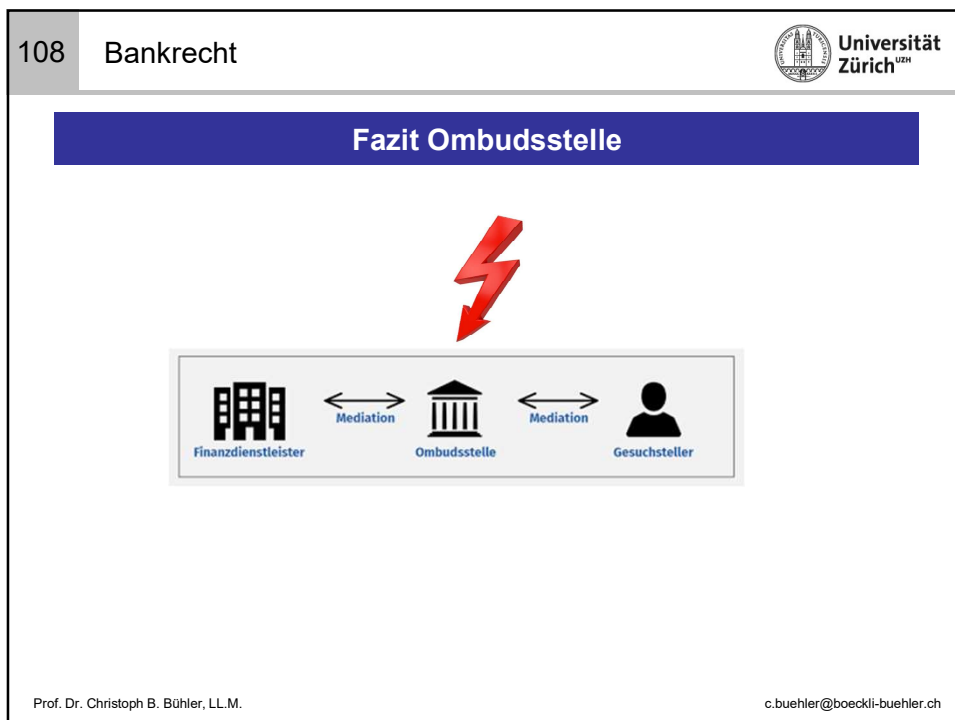 108
Bankrecht
Universität
Zürich UZH
Fazit Ombudsstelle
Mediation
Mediation
Finanzdienstleister
Ombudsstelle
Gesuchsteller
Prof. Dr. Christoph B. Bühler, LL.M.
c.buehler@boeckli-buehler.ch